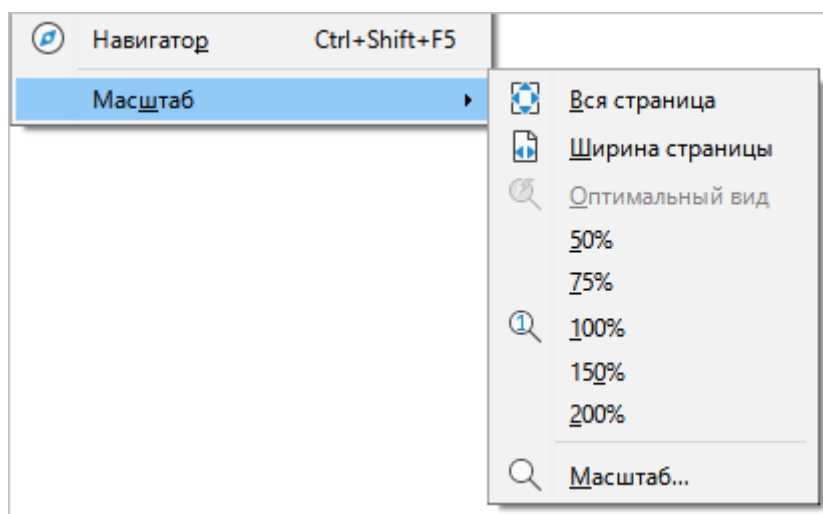 Навигатор Ctrl+Shift+F5
Масштаб
Вся страница
Ширина страницы
Оптимальный вид
50%
75%
100%
150%
200%
Масштаб...